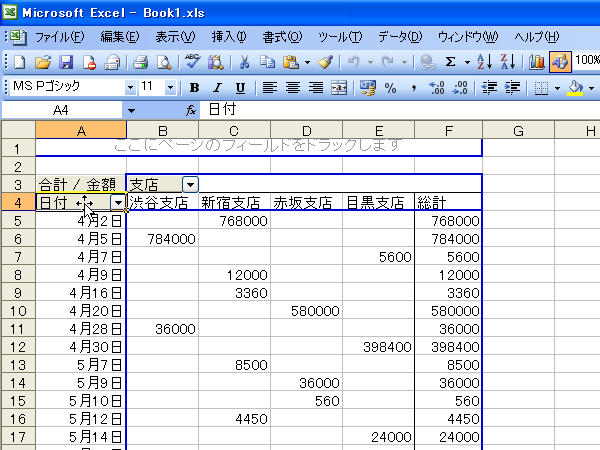 Microsoft Excel - Book1.xls
ファイル(F) 編集(E) 表示(V) 挿入(I) 書式(O) ツール(T) データ(D) ウィンドウ(W) ヘルプ(H)
Σ A Z Z A 100%
MS Pゴシック 11 B I U % ,
A4 fx 日付
A B C D E F G H
1 ここにページのフィールドをドラッグします
2
3 合計 / 金額 支店
4 日付 渋谷支店 新宿支店 赤坂支店 目黒支店 総計
5 4月2日 768000 768000
6 4月5日 784000 784000
7 4月7日 5600 5600
8 4月9日 12000 12000
9 4月16日 3360 3360
10 4月20日 580000 580000
11 4月28日 36000 36000
12 4月30日 398400 398400
13 5月7日 8500 8500
14 5月9日 36000 36000
15 5月10日 560 560
16 5月12日 4450 4450
17 5月14日 24000 24000